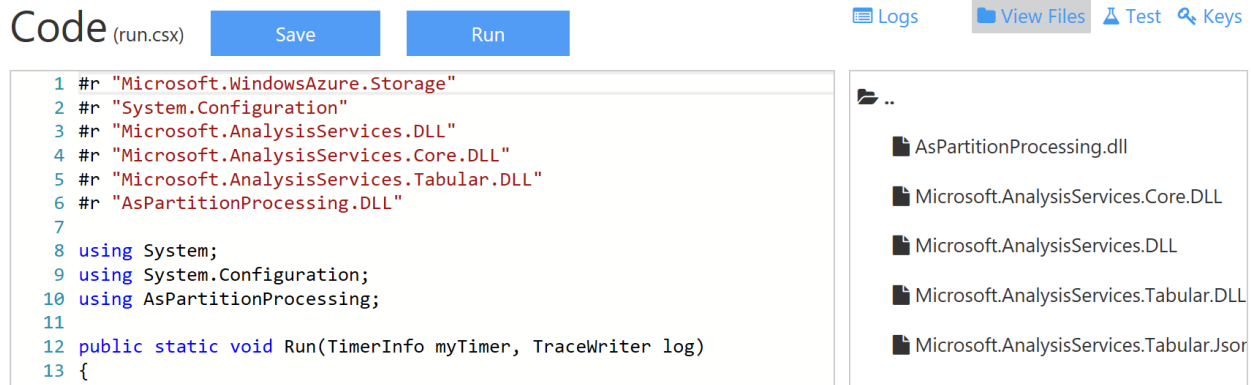 Code (run.csx) Save Run Logs View Files Test Keys
1 #r "Microsoft.WindowsAzure.Storage"
2 #r "System.Configuration"
3 #r "Microsoft.AnalysisServices.DLL"
4 #r "Microsoft.AnalysisServices.Core.DLL"
5 #r "Microsoft.AnalysisServices.Tabular.DLL"
6 #r "AsPartitionProcessing.DLL"
7
8 using System;
9 using System.Configuration;
10 using AsPartitionProcessing;
11
12 public static void Run(TimerInfo myTimer, TraceWriter log)
13 {
..
AsPartitionProcessing.dll
Microsoft.AnalysisServices.Core.DLL
Microsoft.AnalysisServices.DLL
Microsoft.AnalysisServices.Tabular.DLL
Microsoft.AnalysisServices.Tabular.Jsor